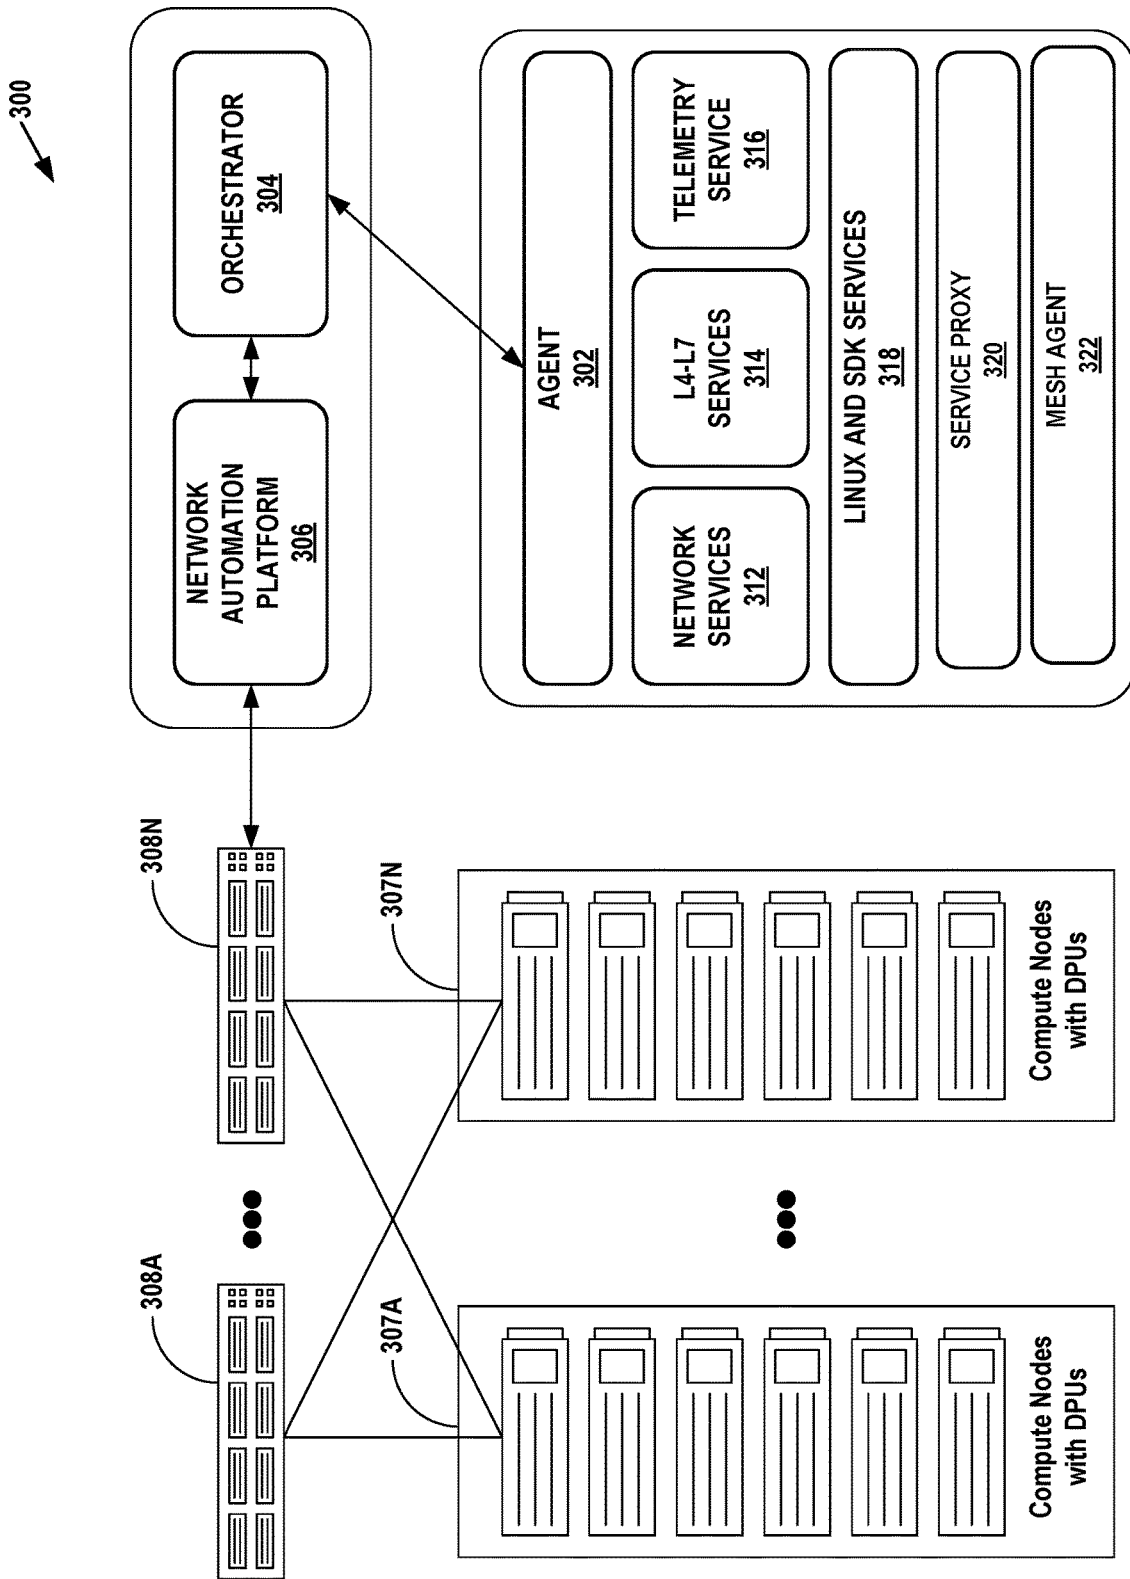 300
308A
308N
NETWORK
AUTOMATION
PLATFORM
306
ORCHESTRATOR
304
307A
307N
Compute Nodes
with DPUs
Compute Nodes
with DPUs
AGENT
302
NETWORK
SERVICES
312
L4-L7
SERVICES
314
TELEMETRY
SERVICE
316
LINUX AND SDK SERVICES
318
SERVICE PROXY
320
MESH AGENT
322